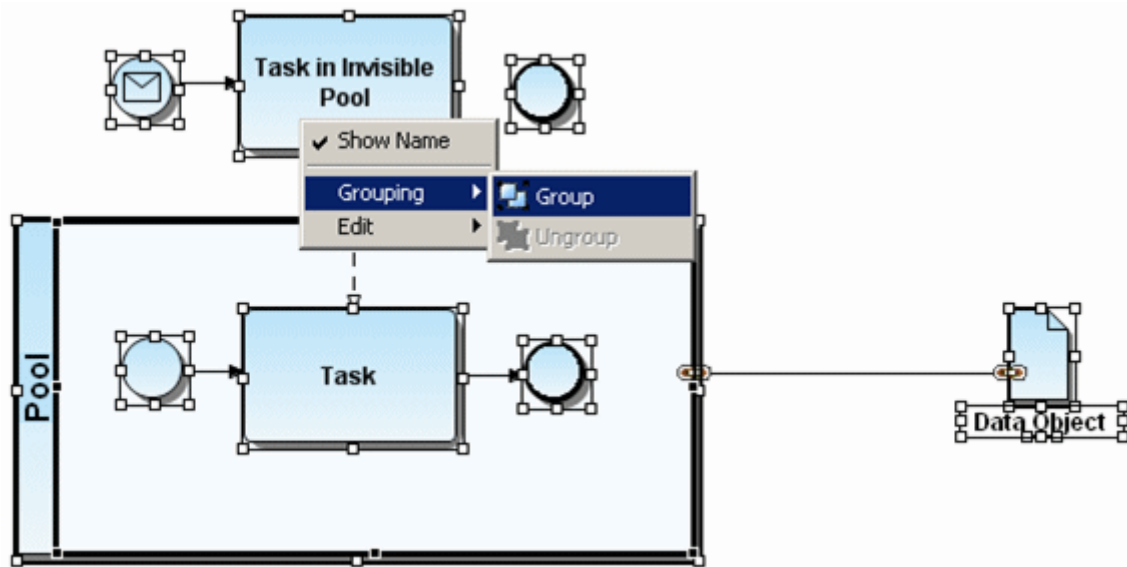 Task in Invisible
Pool
Show Name
Grouping
Group
Edit
Ungroup
Pool
Task
Data Object